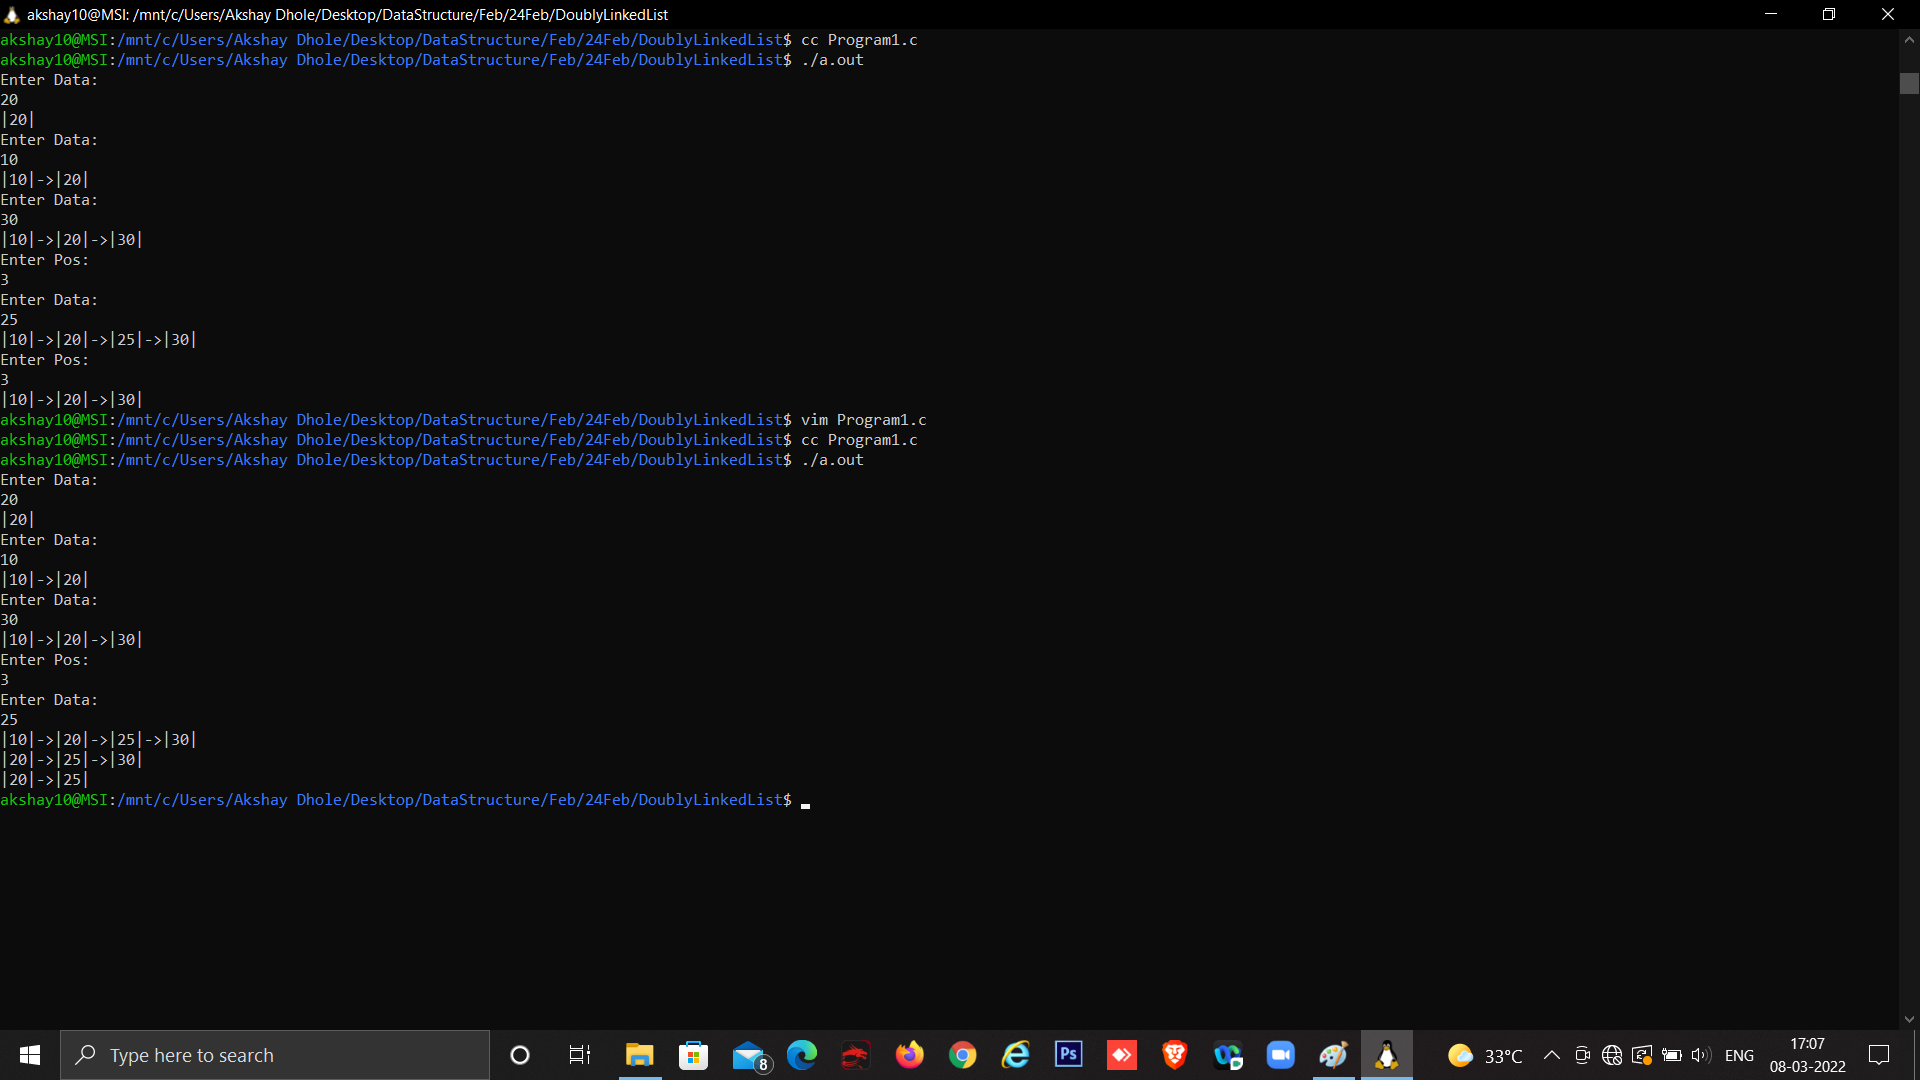 akshay10@MSI: /mnt/c/Users/Akshay Dhole/Desktop/DataStructure/Feb/24Feb/DoublyLinkedList
akshay10@MSI:/mnt/c/Users/Akshay Dhole/Desktop/DataStructure/Feb/24Feb/DoublyLinkedList$ cc Program1.c
akshay10@MSI:/mnt/c/Users/Akshay Dhole/Desktop/DataStructure/Feb/24Feb/DoublyLinkedList$ ./a.out
Enter Data:
20
|20|
Enter Data:
10
|10|->|20|
Enter Data:
30
|10|->|20|->|30|
Enter Pos:
3
Enter Data:
25
|10|->|20|->|25|->|30|
Enter Pos:
3
|10|->|20|->|30|
akshay10@MSI:/mnt/c/Users/Akshay Dhole/Desktop/DataStructure/Feb/24Feb/DoublyLinkedList$ vim Program1.c
akshay10@MSI:/mnt/c/Users/Akshay Dhole/Desktop/DataStructure/Feb/24Feb/DoublyLinkedList$ cc Program1.c
akshay10@MSI:/mnt/c/Users/Akshay Dhole/Desktop/DataStructure/Feb/24Feb/DoublyLinkedList$ ./a.out
Enter Data:
20
|20|
Enter Data:
10
|10|->|20|
Enter Data:
30
|10|->|20|->|30|
Enter Pos:
3
Enter Data:
25
|10|->|20|->|25|->|30|
|20|->|25|->|30|
|20|->|25|
akshay10@MSI:/mnt/c/Users/Akshay Dhole/Desktop/DataStructure/Feb/24Feb/DoublyLinkedList$
Type here to search
8
Ps
33°C
ENG
17:07
08-03-2022